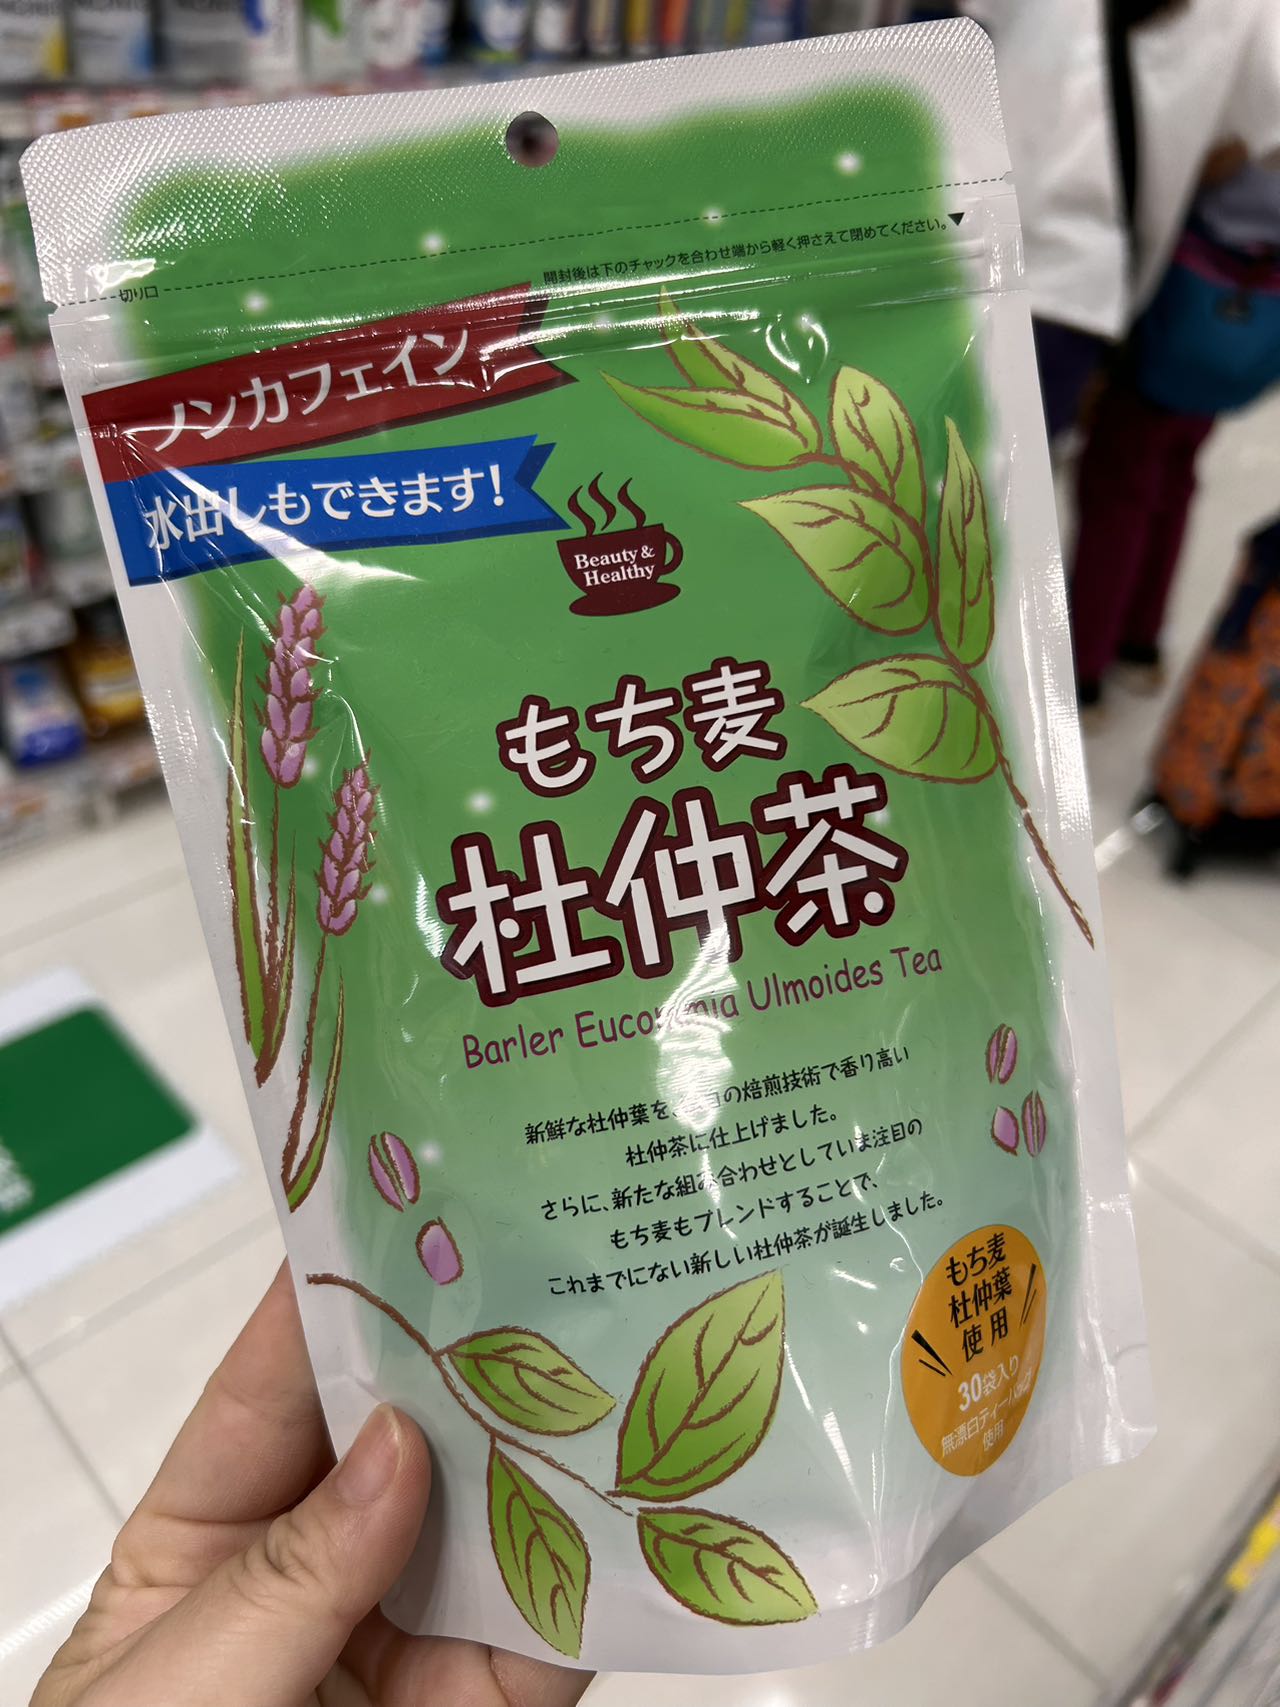 開封後は下のチャックを合わせ端から軽く押さえて閉めてください。▼
切り口
ノンカフェイン
水出しもできます!
Beauty &
Healthy
もち麦
杜仲茶
Barler Eucommia Ulmoides Tea
新鮮な杜仲葉を、独自の焙煎技術で香り高い
杜仲茶に仕上げました。
さらに、新たな組み合わせとしていま注目の
もち麦もブレンドすることで、
これまでにない新しい杜仲茶が誕生しました。
もち麦
杜仲葉
使用
30袋入り
無漂白ティーバッグ
使用